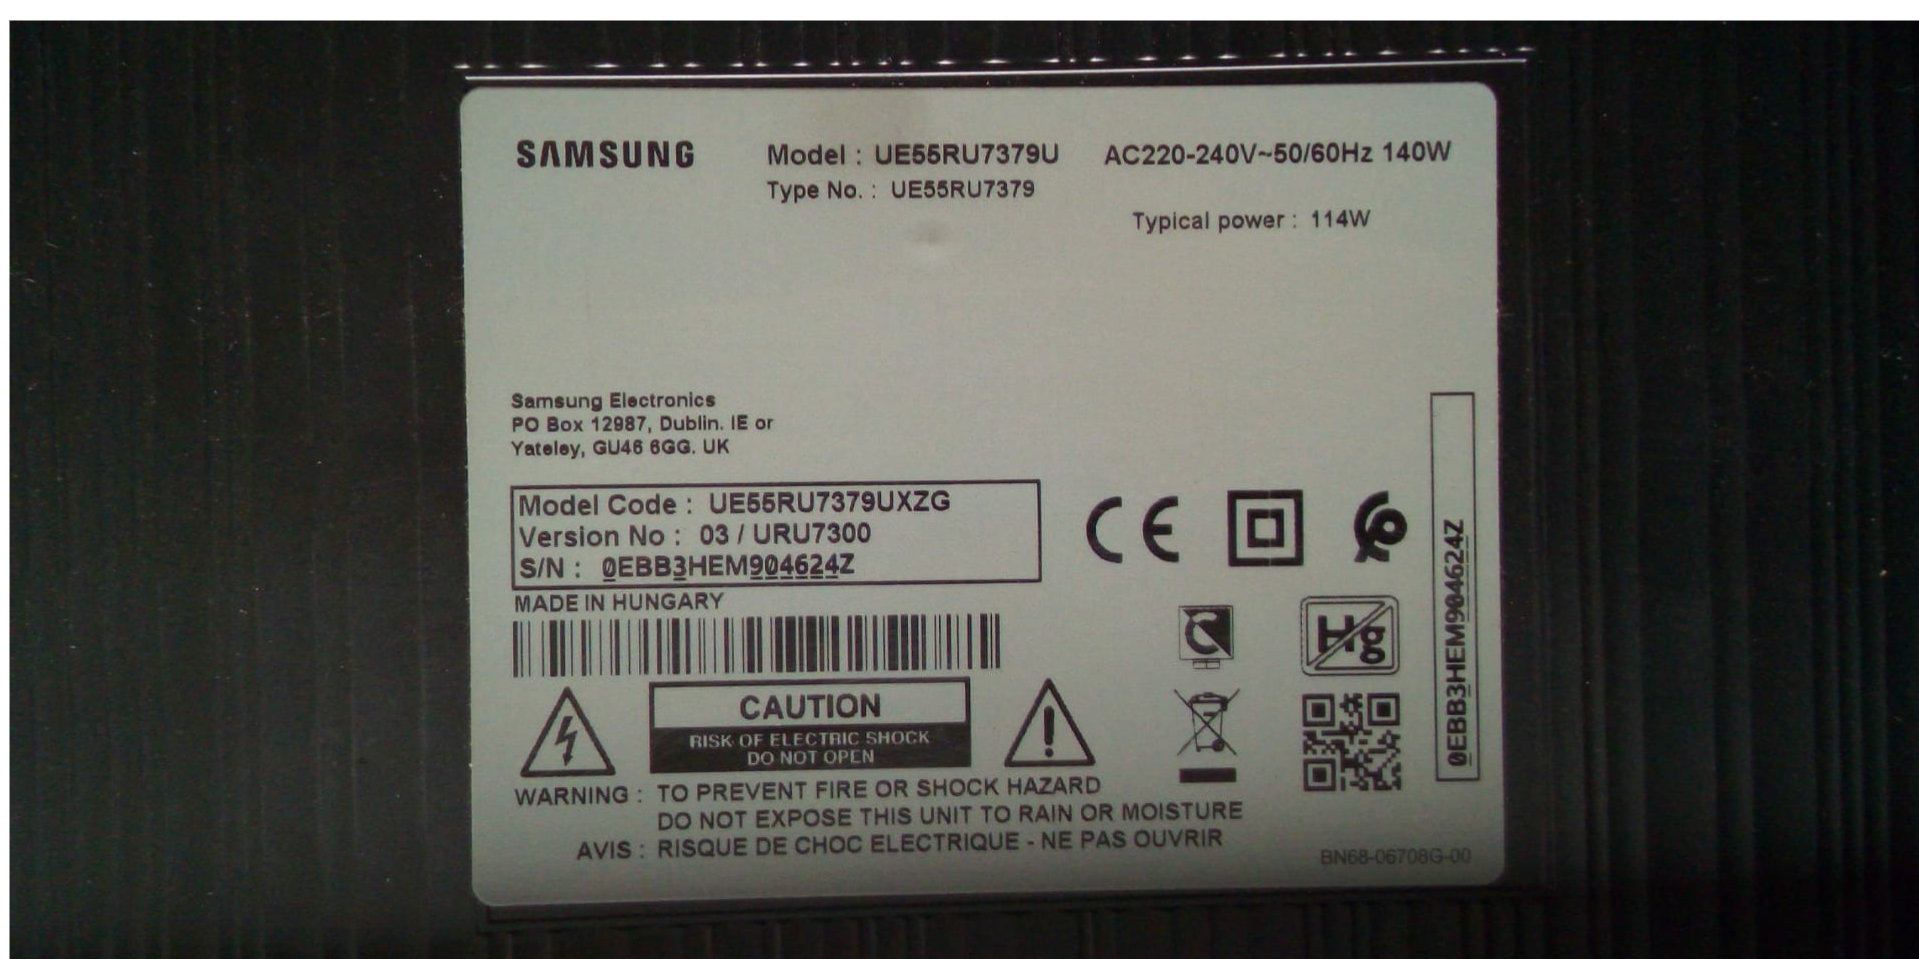 SAMSUNG
Model : UE55RU7379U
Type No. : UE55RU7379
AC220-240V~50/60Hz 140W
Typical power : 114W
Samsung Electronics
PO Box 12987, Dublin. IE or
Yateley, GU46 6GG. UK
Model Code : UE55RU7379UXZG
Version No : 03 / URU7300
S/N : 0EBB3HEM904624Z
MADE IN HUNGARY
CE
Hg
0EBB3HEM904624Z
CAUTION
RISK OF ELECTRIC SHOCK
DO NOT OPEN
WARNING : TO PREVENT FIRE OR SHOCK HAZARD
DO NOT EXPOSE THIS UNIT TO RAIN OR MOISTURE
AVIS : RISQUE DE CHOC ELECTRIQUE - NE PAS OUVRIR
BN68-06708G-00